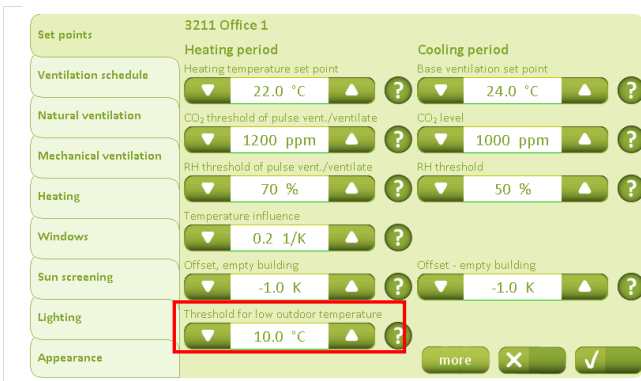 Set points
Ventilation schedule
Natural ventilation
Mechanical ventilation
Heating
Windows
Sun screening
Lighting
Appearance
3211 Office 1
Heating period
Heating temperature set point
22.0 °C
?
CO₂ threshold of pulse vent./ventilate
1200 ppm
?
RH threshold of pulse vent./ventilate
70 %
?
Temperature influence
0.2 1/K
?
Offset, empty building
-1.0 K
?
Threshold for low outdoor temperature
10.0 °C
?
Cooling period
Base ventilation set point
24.0 °C
?
CO₂ level
1000 ppm
?
RH threshold
50 %
?
Offset - empty building
-1.0 K
?
more